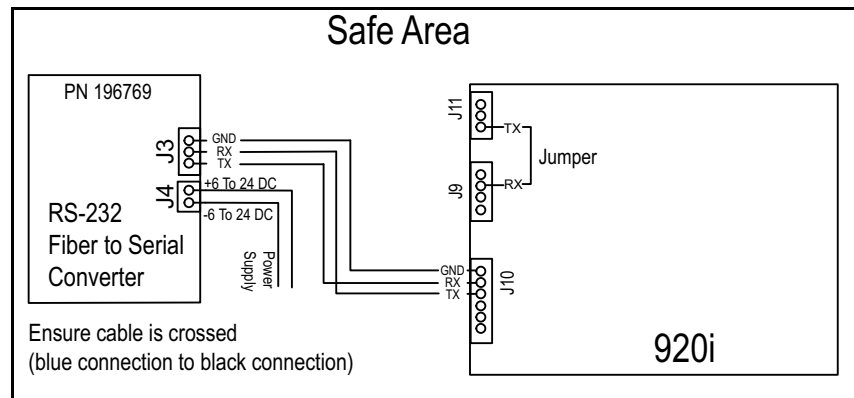 Safe Area
PN 196769
J3
GND
RX
TX
J4
+6 To 24 DC
-6 To 24 DC
RS-232
Fiber to Serial
Converter
Power
Supply
Ensure cable is crossed
(blue connection to black connection)
J11
TX
Jumper
J9
RX
J10
GND
RX
TX
920i